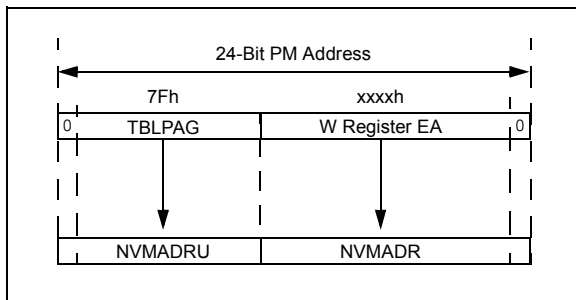 24-Bit PM Address
7Fh xxxxh
0 TBLPAG W Register EA 0
NVMADRU NVMADR